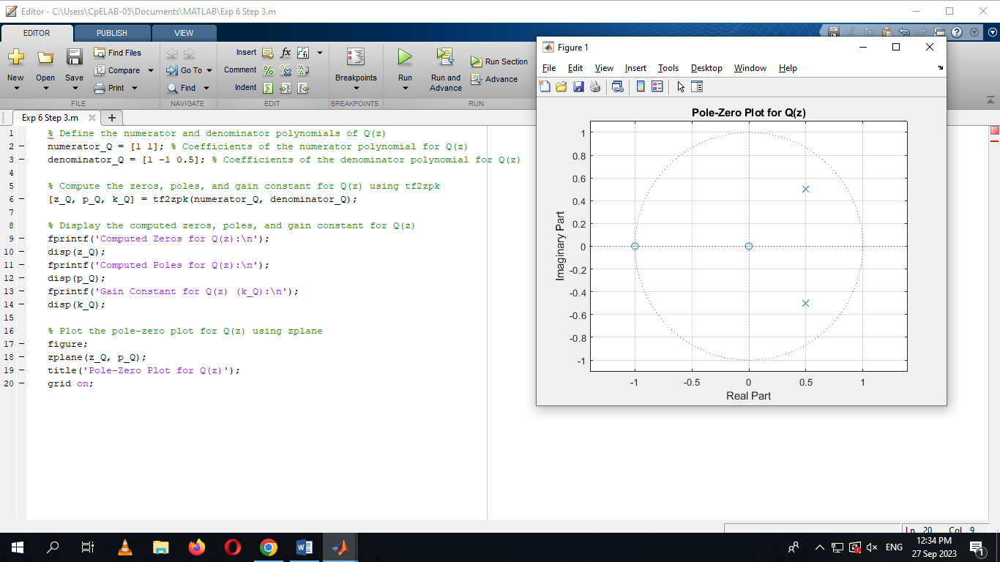 Editor - C:\Users\CpELAB-05\Documents\MATLAB\Exp 6 Step 3.m
EDITOR PUBLISH VIEW
New Open Save
Find Files
Compare
Print
Go To
Find
Insert fx
Comment
Indent
Breakpoints
Run
Run and
Advance
Run Section
Advance
FILE NAVIGATE EDIT BREAKPOINTS RUN
Exp 6 Step 3.m
1 % Define the numerator and denominator polynomials of Q(z)
2 - numerator_Q = [1 1]; % Coefficients of the numerator polynomial for Q(z)
3 - denominator_Q = [1 -1 0.5]; % Coefficients of the denominator polynomial for Q(z)
4
5 % Compute the zeros, poles, and gain constant for Q(z) using tf2zpk
6 - [z_Q, p_Q, k_Q] = tf2zpk(numerator_Q, denominator_Q);
7
8 % Display the computed zeros, poles, and gain constant for Q(z)
9 - fprintf('Computed Zeros for Q(z):\n');
10 - disp(z_Q);
11 - fprintf('Computed Poles for Q(z):\n');
12 - disp(p_Q);
13 - fprintf('Gain Constant for Q(z) (k_Q):\n');
14 - disp(k_Q);
15
16 % Plot the pole-zero plot for Q(z) using zplane
17 - figure;
18 - zplane(z_Q, p_Q);
19 - title('Pole-Zero Plot for Q(z)');
20 - grid on;
Figure 1
File Edit View Insert Tools Desktop Window Help
Pole-Zero Plot for Q(z)
1
0.8
0.6
0.4
0.2
0
-0.2
-0.4
-0.6
-0.8
-1
Imaginary Part
-1 -0.5 0 0.5 1
Real Part
Ln 20 Col 9
ENG
12:34 PM
27 Sep 2023
1